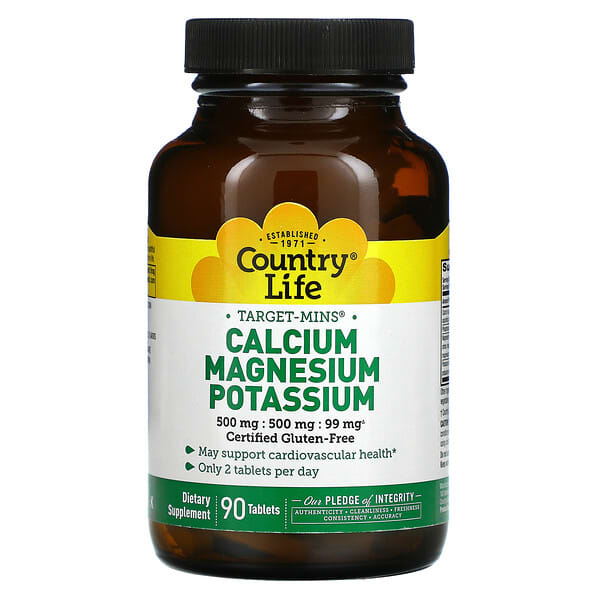 ESTABLISHED
1971
Country®
Life
• TARGET-MINS® •
CALCIUM
MAGNESIUM
POTASSIUM
500 mg : 500 mg : 99 mg
Certified Gluten-Free
May support cardiovascular health*
Only 2 tablets per day
Dietary
Supplement
90 Tablets
Our PLEDGE of INTEGRITY
AUTHENTICITY • CLEANLINESS • FRESHNESS
CONSISTENCY • ACCURACY